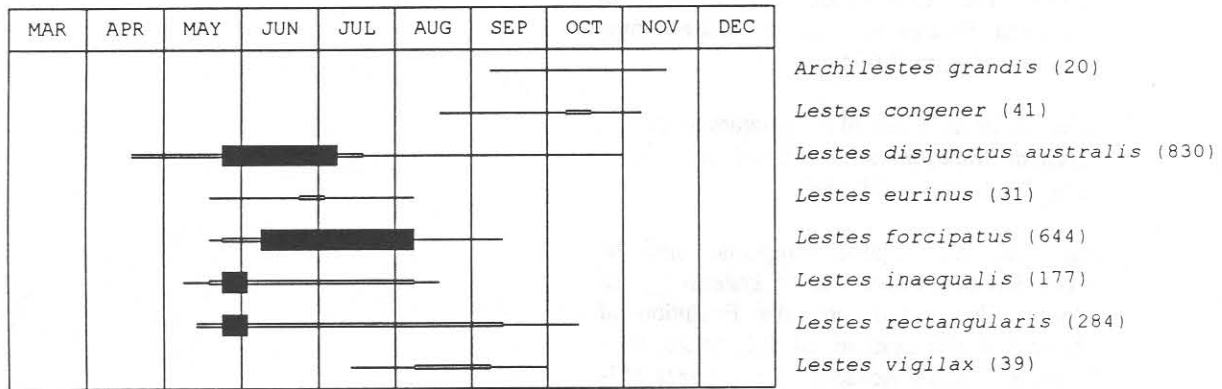 MAR APR MAY JUN JUL AUG SEP OCT NOV DEC
Archilestes grandis (20)
Lestes congener (41)
Lestes disjunctus australis (830)
Lestes eurinus (31)
Lestes forcipatus (644)
Lestes inaequalis (177)
Lestes rectangularis (284)
Lestes vigilax (39)